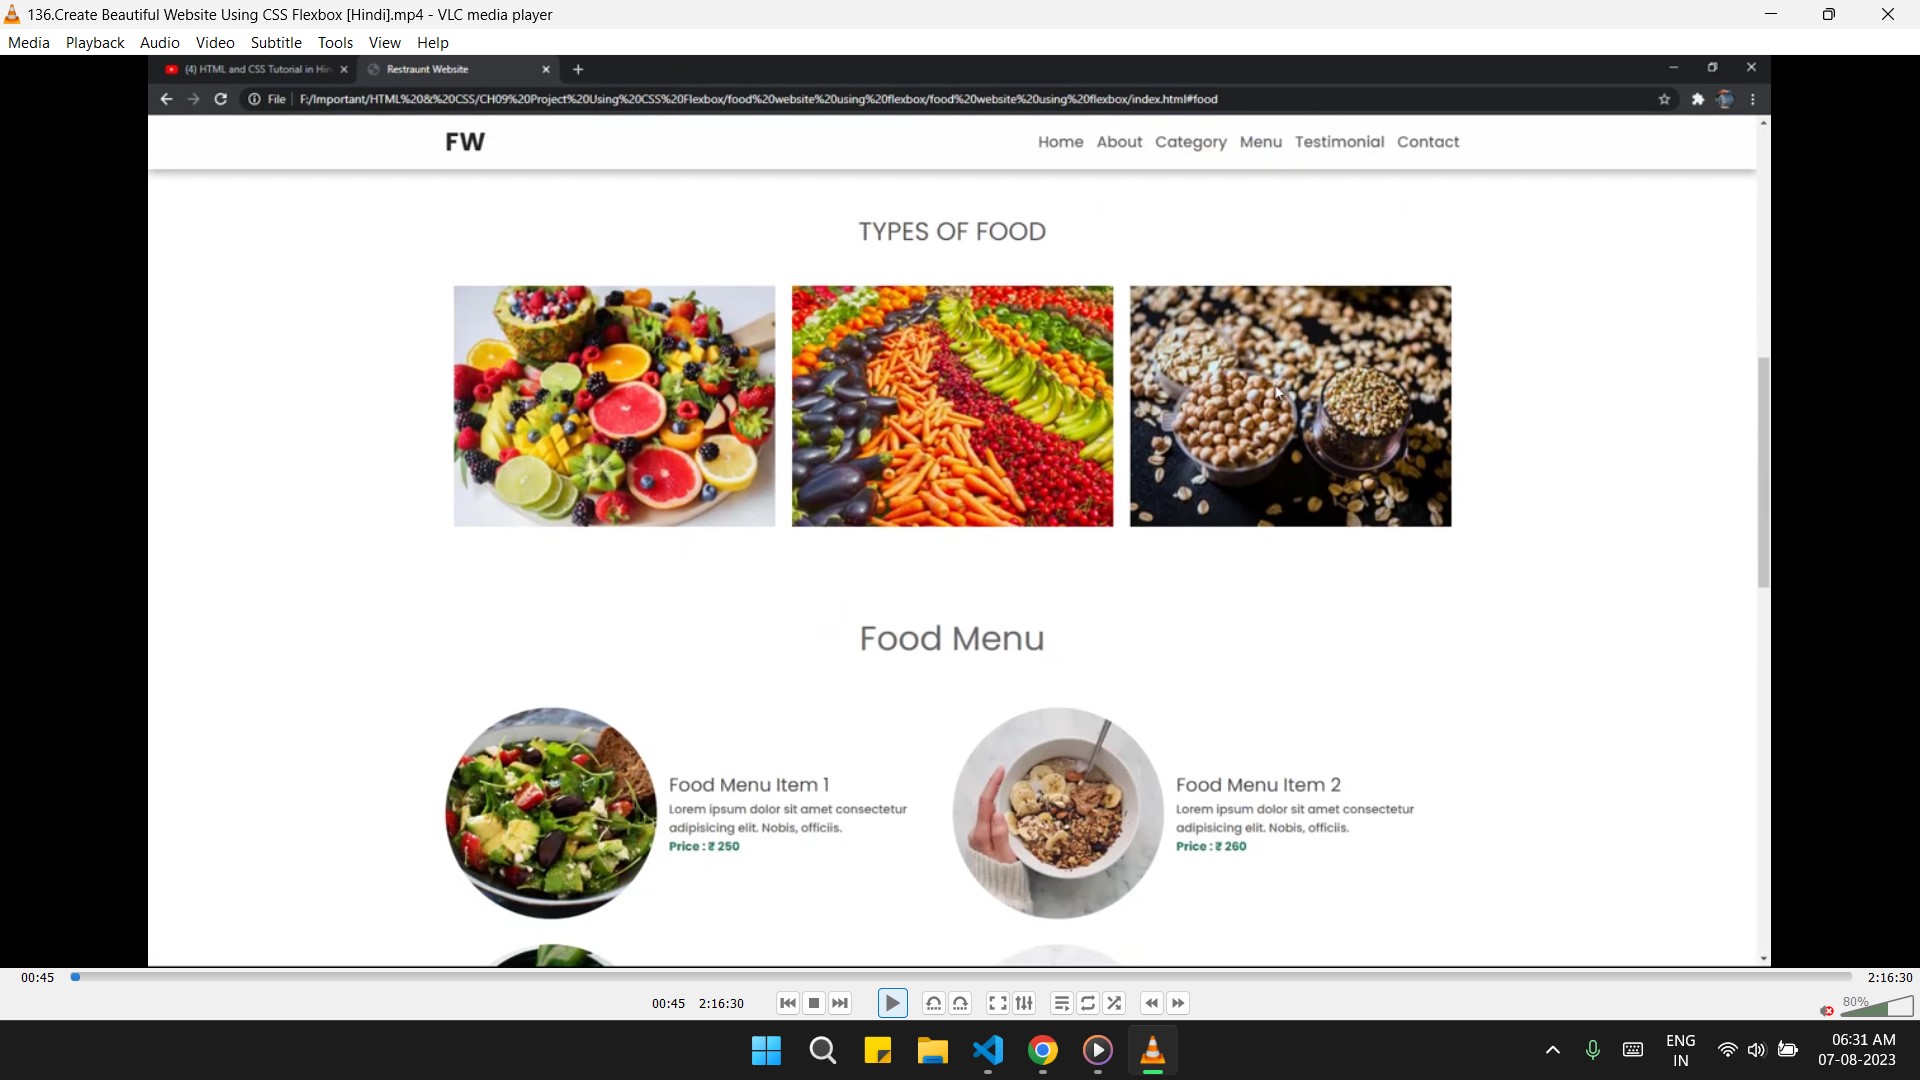 136.Create Beautiful Website Using CSS Flexbox [Hindi].mp4 - VLC media player
Media Playback Audio Video Subtitle Tools View Help
(4) HTML and CSS Tutorial in Hin
Restraunt Website
File F:/Important/HTML%20&%20CSS/CH09%20Project%20Using%20CSS%20Flexbox/food%20website%20using%20flexbox/food%20website%20using%20flexbox/index.html#food
FW
Home About Category Menu Testimonial Contact
TYPES OF FOOD
Food Menu
Food Menu Item 1
Lorem ipsum dolor sit amet consectetur
adipisicing elit. Nobis, officiis.
Price : ₹ 250
Food Menu Item 2
Lorem ipsum dolor sit amet consectetur
adipisicing elit. Nobis, officiis.
Price : ₹ 260
00:45
2:16:30
00:45 2:16:30
80%
ENG
IN
06:31 AM
07-08-2023